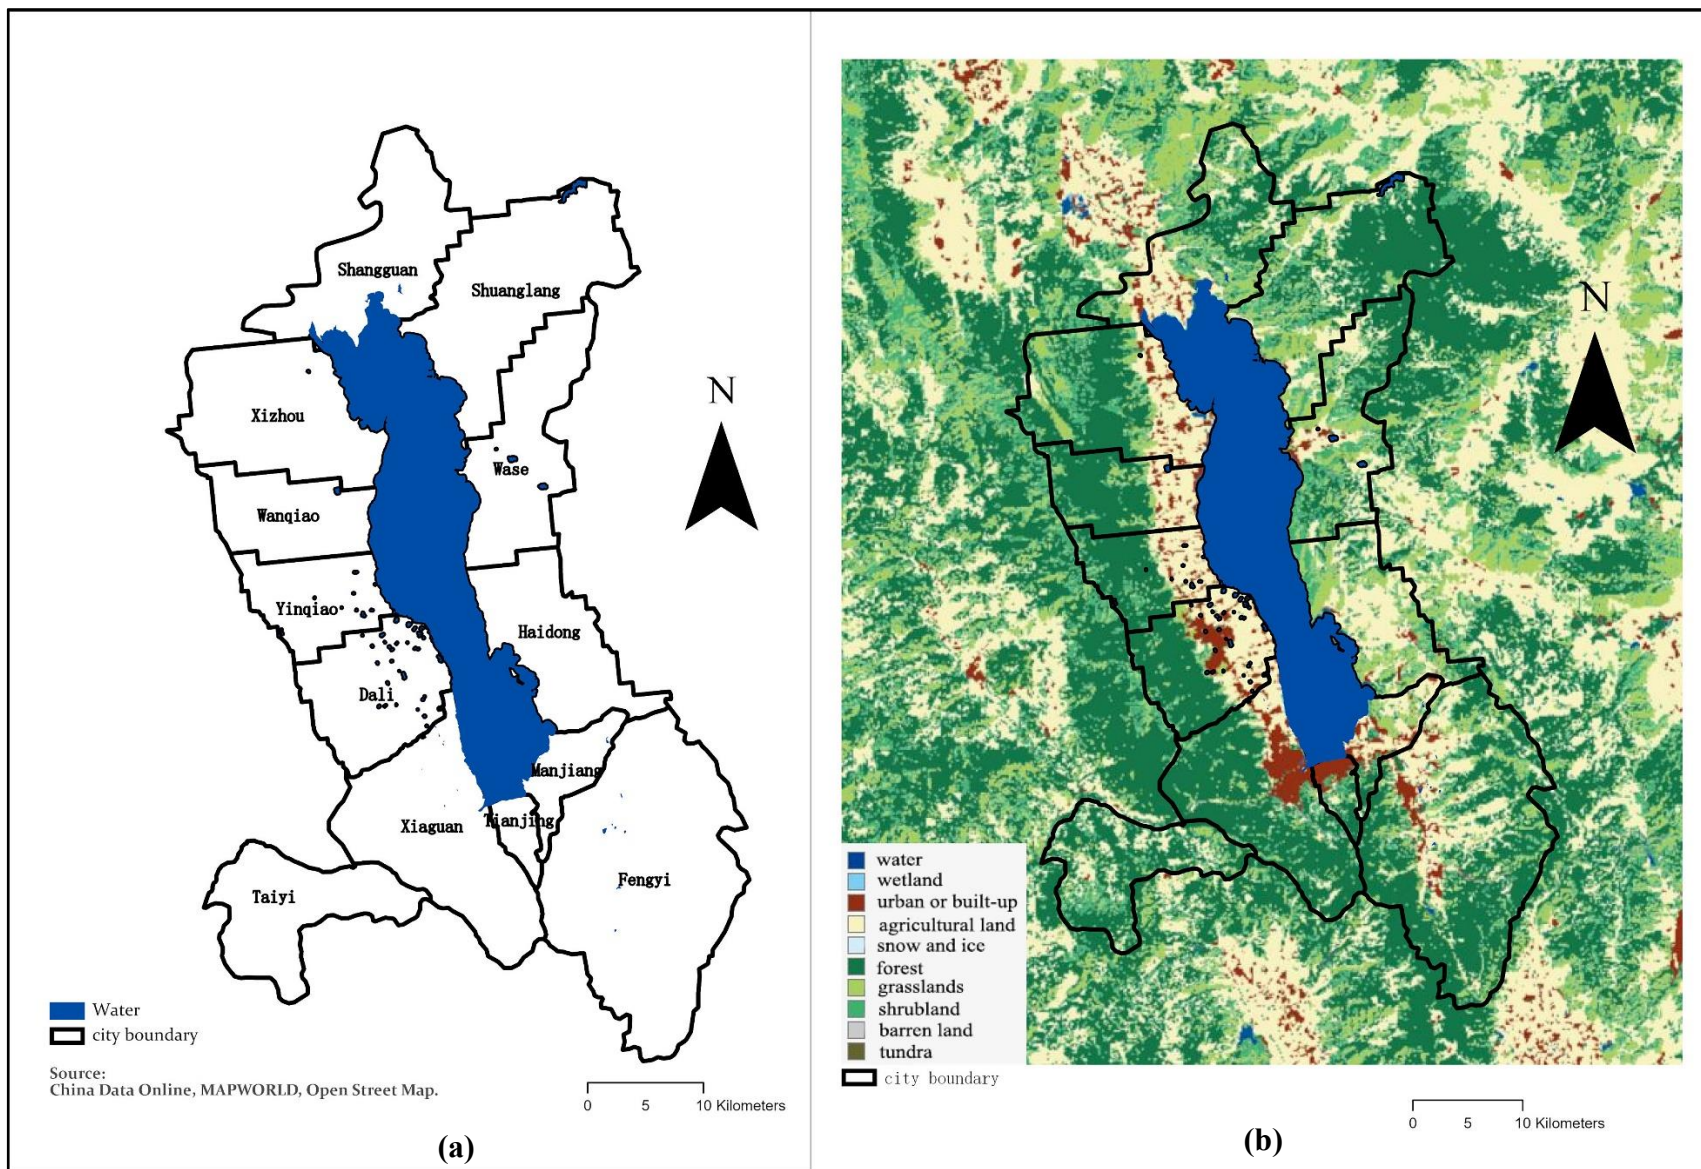 Shangguan
Shuanglang
Xizhou
N
Wase
Wanqiao
Yinqiao
Haidong
Dali
Manjiang
Xiaguan
Tianjing
Fengyi
Taiyi
Water
city boundary
Source:
China Data Online, MAPWORLD, Open Street Map.
0 5 10 Kilometers
(a)
N
water
wetland
urban or built-up
agricultural land
snow and ice
forest
grasslands
shrubland
barren land
tundra
city boundary
0 5 10 Kilometers
(b)